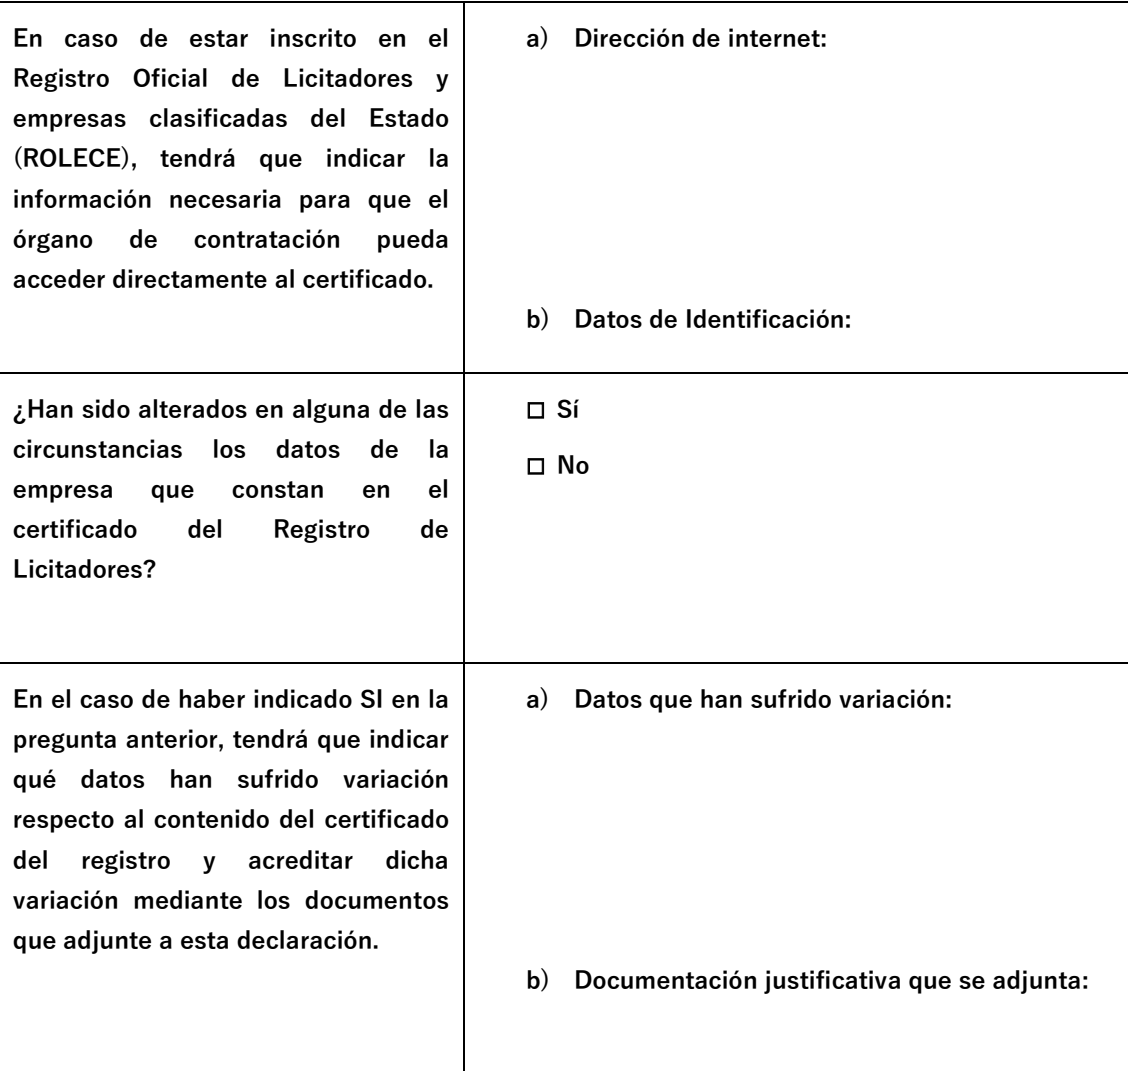 En caso de estar inscrito en el
Registro Oficial de Licitadores y
empresas clasificadas del Estado
(ROLECE), tendrá que indicar la
información necesaria para que el
órgano de contratación pueda
acceder directamente al certificado.
a) Dirección de internet:
b) Datos de Identificación:
¿Han sido alterados en alguna de las
circunstancias los datos de la
empresa que constan en el
certificado del Registro de
Licitadores?
☐ Sí
☐ No
En el caso de haber indicado SI en la
pregunta anterior, tendrá que indicar
qué datos han sufrido variación
respecto al contenido del certificado
del registro y acreditar dicha
variación mediante los documentos
que adjunte a esta declaración.
a) Datos que han sufrido variación:
b) Documentación justificativa que se adjunta: